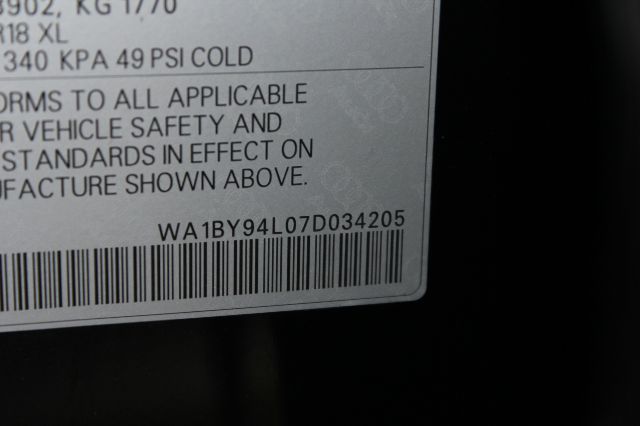 3902, KG 1770
R18 XL
340 KPA 49 PSI COLD
ORMS TO ALL APPLICABLE
R VEHICLE SAFETY AND
STANDARDS IN EFFECT ON
UFACTURE SHOWN ABOVE.
WA1BY94L07D034205